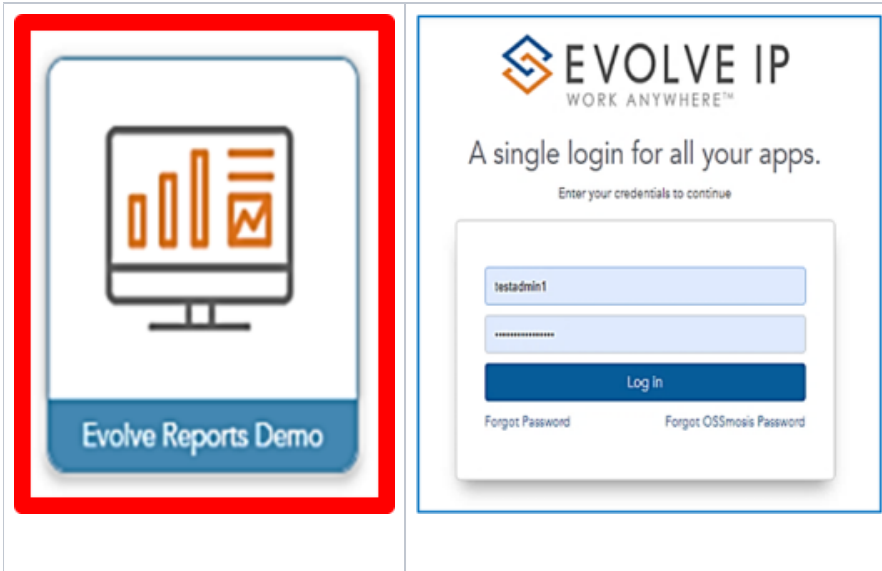 Evolve Reports Demo
EVOLVE IP
WORK ANYWHERE™
A single login for all your apps.
Enter your credentials to continue
testadmin1
Log in
Forgot Password
Forgot OSSmosis Password